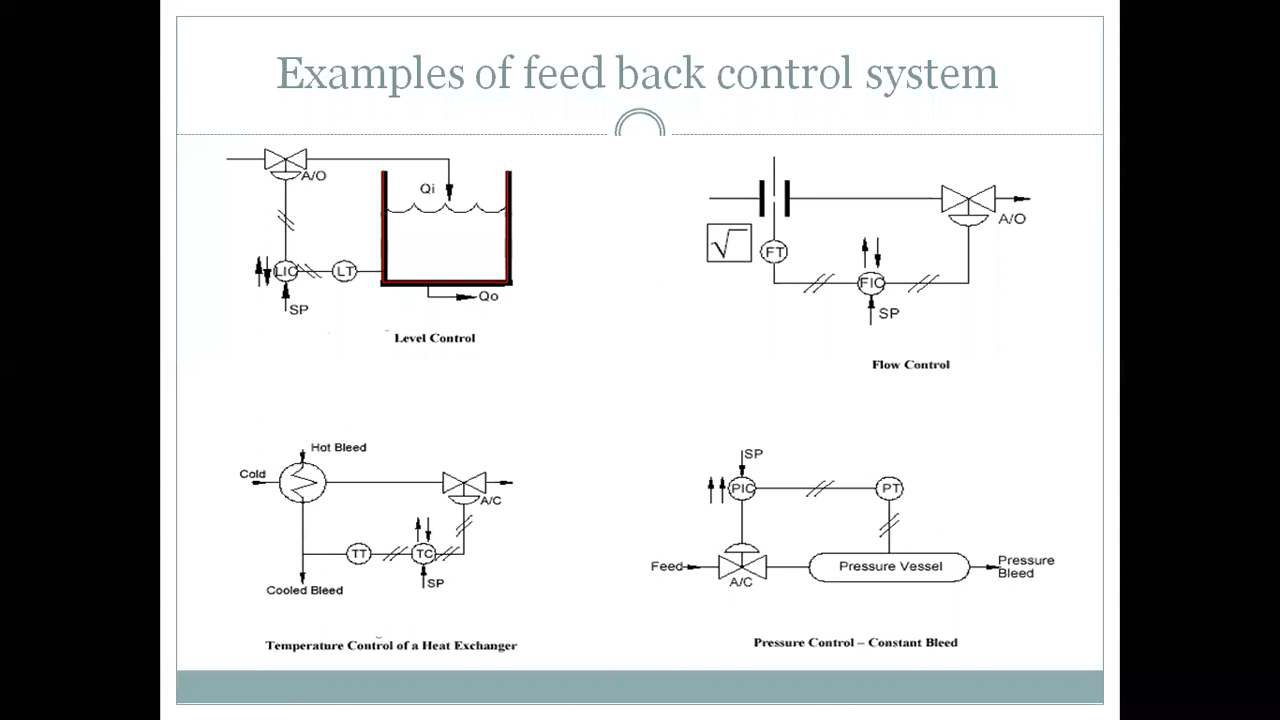 Examples of feed back control system
A/O
Qi
LIC
LT
SP
Qo
Level Control
A/O
√
FT
FIC
SP
Flow Control
Hot Bleed
Cold
A/C
TT
TC
SP
Cooled Bleed
Temperature Control of a Heat Exchanger
SP
PIC
PT
Feed
A/C
Pressure Vessel
Pressure
Bleed
Pressure Control – Constant Bleed